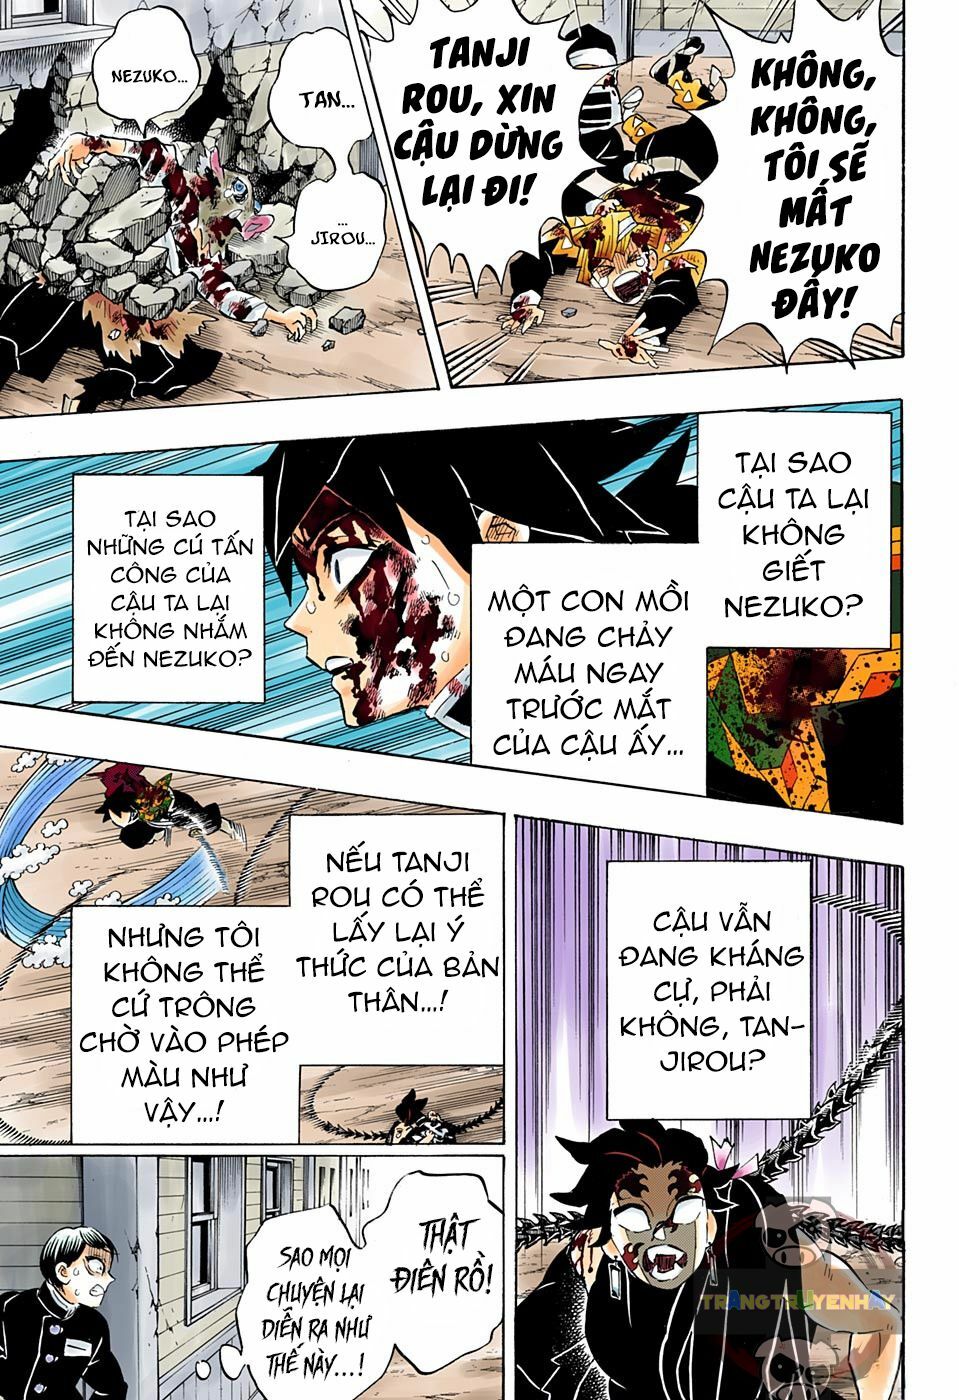 KHÔNG,
KHÔNG,
TÔI SẼ
MẤT
NEZUKO
ĐẤY!
TANJI
ROU, XIN
CẬU DỪNG
LẠI ĐI!
TAN...
...
JIROU...
NEZUKO...
TẠI SAO
CẬU TA LẠI
KHÔNG
GIẾT
NEZUKO?
MỘT CON MỒI
ĐANG CHẢY
MÁU NGAY
TRƯỚC MẮT
CỦA CẬU ẤY...
TẠI SAO
NHỮNG CÚ TẤN
CÔNG CỦA
CẬU TA LẠI
KHÔNG NHẮM
ĐẾN NEZUKO?
CẬU VẪN
ĐANG KHÁNG
CỰ, PHẢI
KHÔNG, TAN-
JIROU?
NẾU TANJI
ROU CÓ THỂ
LẤY LẠI Ý
THỨC CỦA BẢN
THÂN...!
NHƯNG TÔI
KHÔNG THỂ
CỨ TRÔNG
CHỜ VÀO PHÉP
MÀU NHƯ
VẬY...!
THẬT
ĐIÊN RỒ!
SAO MỌI
CHUYỆN LẠI
DIỄN RA NHƯ
THẾ NÀY...!
TRANGTRUYENHAY